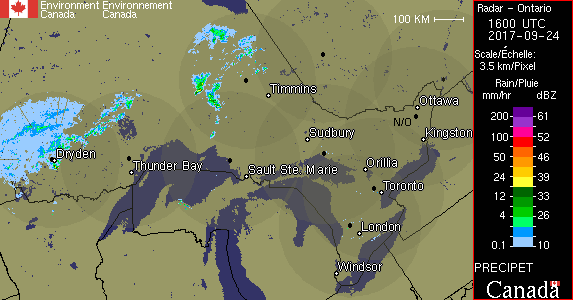 Environment Environnement
Canada Canada
100 KM
Timmins
Ottawa
N/O
Sudbury
Kingston
Dryden
Thunder Bay
Sault Ste. Marie
Orillia
Toronto
London
Windsor
Radar - Ontario
1600 UTC
2017-09-24
Scale/Échelle:
3.5 km/Pixel
Rain/Pluie
mm/hr dBZ
200 61
100 52
50 46
24 39
12 33
4 26
0.1 10
PRECIPET
Canada